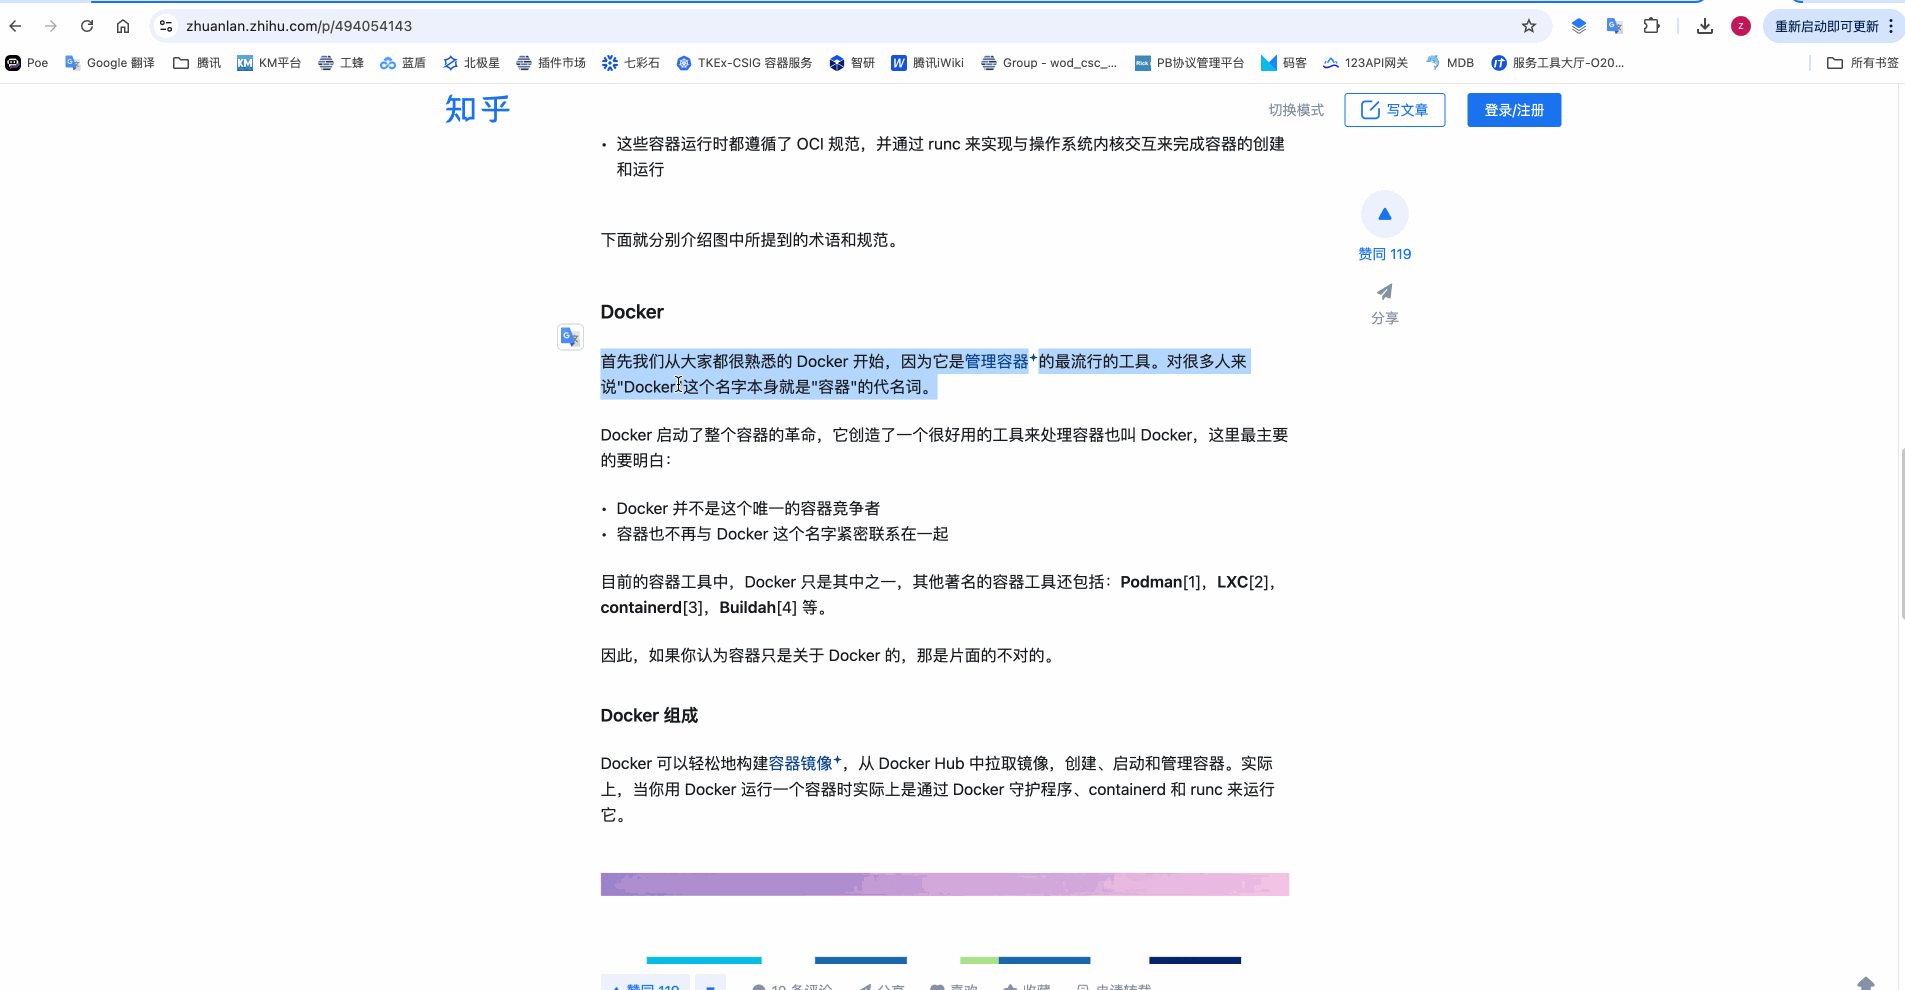 zhuanlan.zhihu.com/p/494054143
z
重新启动即可更新
Poe
Google 翻译
腾讯
KM
KM平台
工蜂
蓝盾
北极星
插件市场
七彩石
TKEx-CSIG 容器服务
智研
W
腾讯iWiki
Group - wod_csc_...
PB协议管理平台
码客
123API网关
MDB
服务工具大厅-O20...
所有书签
知乎
切换模式
写文章
登录/注册
• 这些容器运行时都遵循了 OCI 规范，并通过 runc 来实现与操作系统内核交互来完成容器的创建
和运行
下面就分别介绍图中所提到的术语和规范。
赞同 119
分享
Docker
首先我们从大家都很熟悉的 Docker 开始，因为它是管理容器的最流行的工具。对很多人来
说"Docker"这个名字本身就是"容器"的代名词。
Docker 启动了整个容器的革命，它创造了一个很好用的工具来处理容器也叫 Docker，这里最主要
的要明白：
• Docker 并不是这个唯一的容器竞争者
• 容器也不再与 Docker 这个名字紧密联系在一起
目前的容器工具中，Docker 只是其中之一，其他著名的容器工具还包括：Podman[1]，LXC[2]，
containerd[3]，Buildah[4] 等。
因此，如果你认为容器只是关于 Docker 的，那是片面的不对的。
Docker 组成
Docker 可以轻松地构建容器镜像，从 Docker Hub 中拉取镜像，创建、启动和管理容器。实际
上，当你用 Docker 运行一个容器时实际上是通过 Docker 守护程序、containerd 和 runc 来运行
它。
赞同 119
10 条评论
分享
喜欢
收藏
申请转载